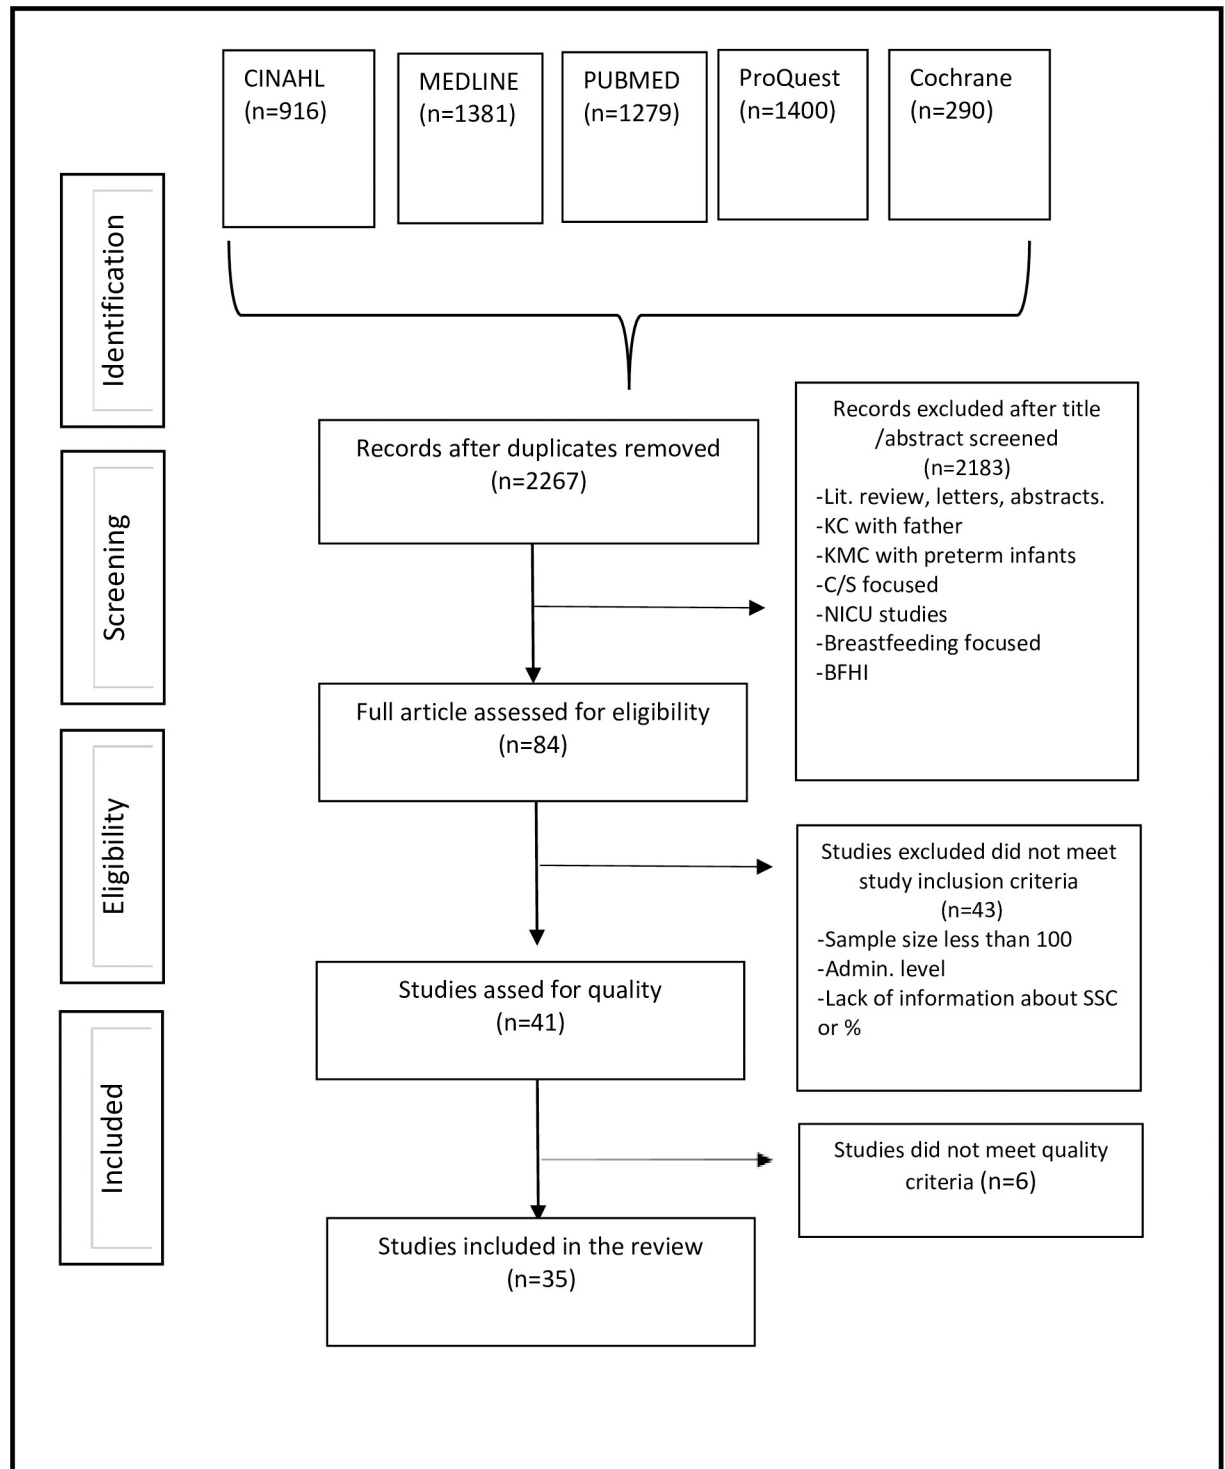 CINAHL
(n=916)
MEDLINE
(n=1381)
PUBMED
(n=1279)
ProQuest
(n=1400)
Cochrane
(n=290)
Identification
Records after duplicates removed
(n=2267)
Records excluded after title
/abstract screened
(n=2183)
-Lit. review, letters, abstracts.
-KC with father
-KMC with preterm infants
-C/S focused
-NICU studies
-Breastfeeding focused
-BFHI
Screening
Full article assessed for eligibility
(n=84)
Eligibility
Studies excluded did not meet
study inclusion criteria
(n=43)
-Sample size less than 100
-Admin. level
-Lack of information about SSC
or %
Studies assed for quality
(n=41)
Included
Studies did not meet quality
criteria (n=6)
Studies included in the review
(n=35)